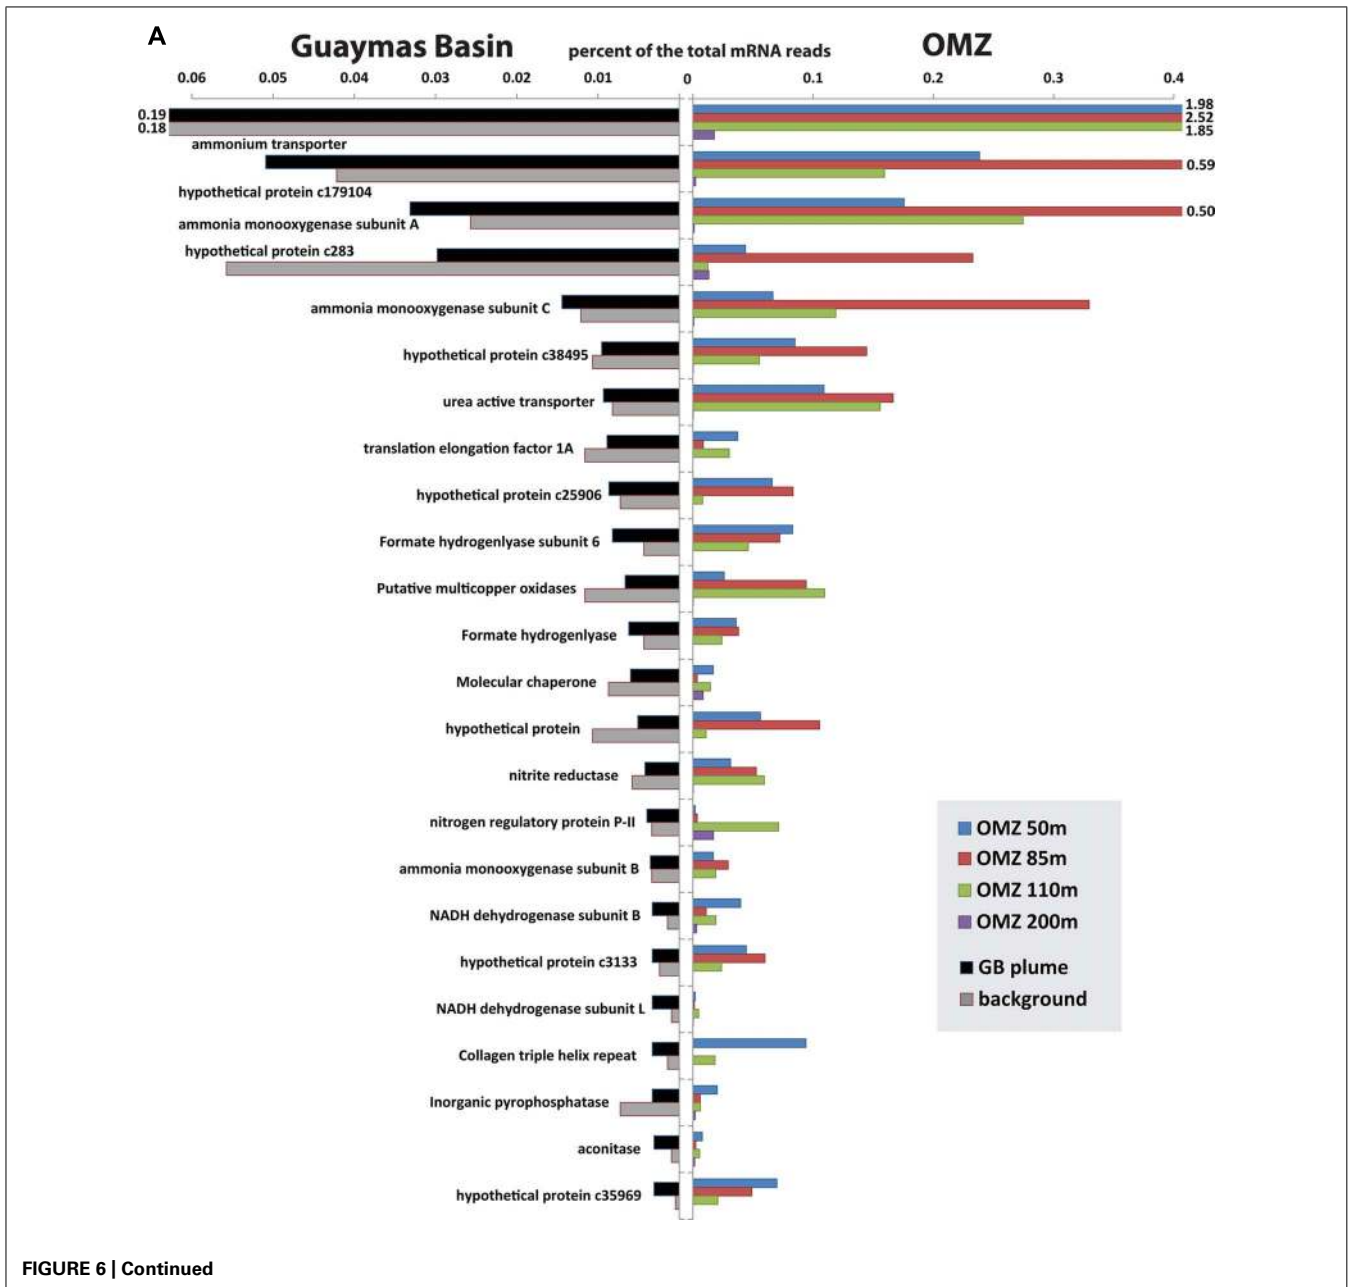 A
Guaymas Basin percent of the total mRNA reads OMZ
0.06 0.05 0.04 0.03 0.02 0.01 0 0.1 0.2 0.3 0.4
0.19 1.98
0.18 2.52
1.85
ammonium transporter
0.59
hypothetical protein c179104
0.50
ammonia monooxygenase subunit A
hypothetical protein c283
ammonia monooxygenase subunit C
hypothetical protein c38495
urea active transporter
translation elongation factor 1A
hypothetical protein c25906
Formate hydrogenlyase subunit 6
Putative multicopper oxidases
Formate hydrogenlyase
Molecular chaperone
hypothetical protein
nitrite reductase
nitrogen regulatory protein P-II
ammonia monooxygenase subunit B
NADH dehydrogenase subunit B
hypothetical protein c3133
NADH dehydrogenase subunit L
Collagen triple helix repeat
Inorganic pyrophosphatase
aconitase
hypothetical protein c35969
OMZ 50m
OMZ 85m
OMZ 110m
OMZ 200m
GB plume
background
FIGURE 6 | Continued